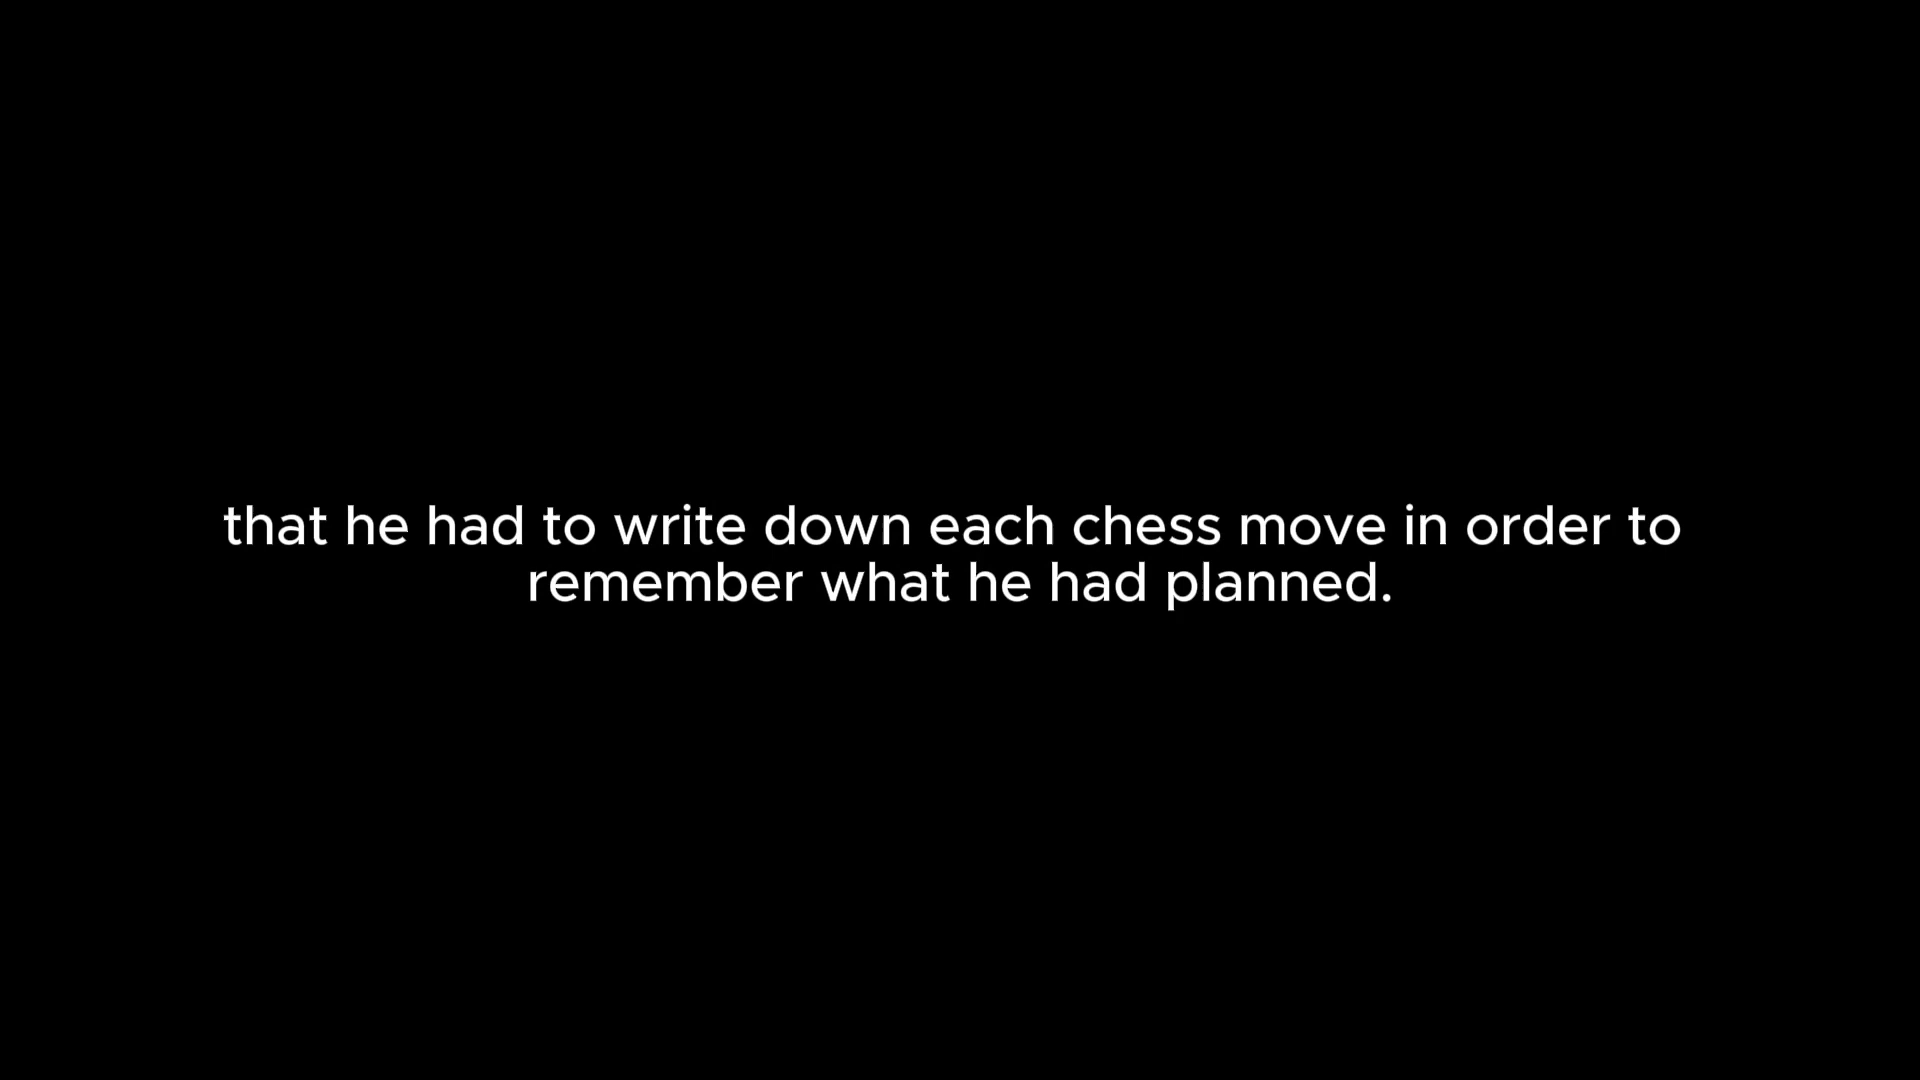 that he had to write down each chess move in order to
remember what he had planned.